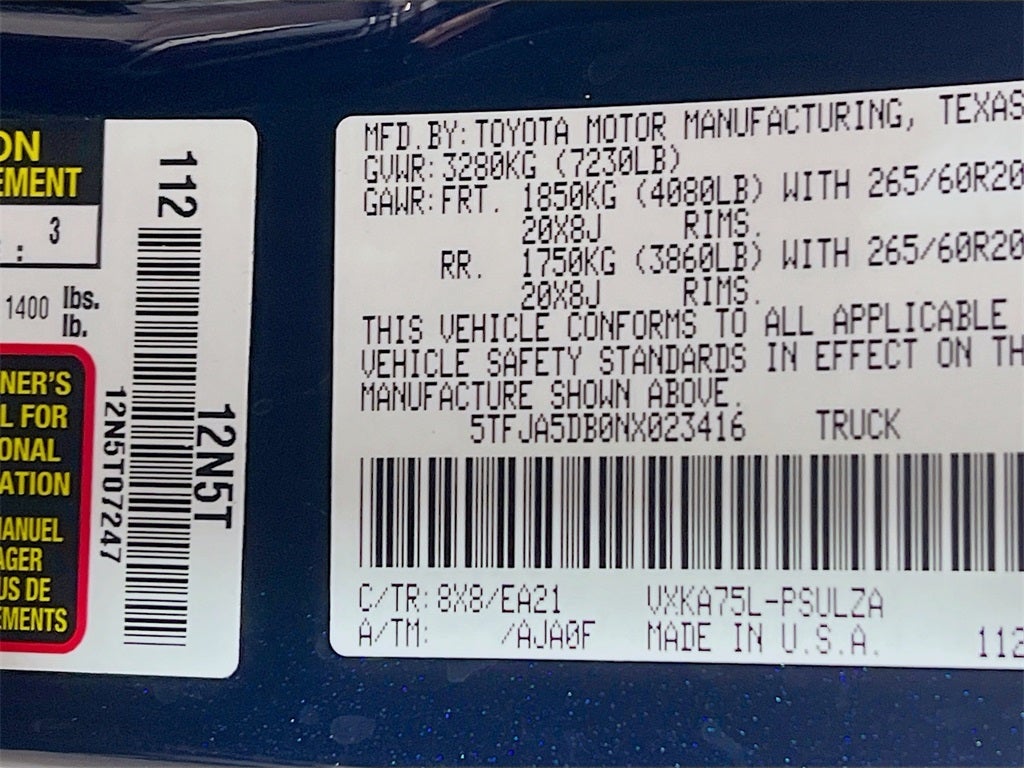 ON
EMENT
: 3
1400 lbs.
lb.
NER'S
L FOR
ONAL
ATION
MANUEL
AGER
US DE
EMENTS
112
12N5T07247
12N5T
MFD.BY:TOYOTA MOTOR MANUFACTURING, TEXAS
GVWR:3280KG (7230LB)
GAWR:FRT. 1850KG (4080LB) WITH 265/60R20
20X8J RIMS.
RR. 1750KG (3860LB) WITH 265/60R20
20X8J RIMS.
THIS VEHICLE CONFORMS TO ALL APPLICABLE
VEHICLE SAFETY STANDARDS IN EFFECT ON TH
MANUFACTURE SHOWN ABOVE.
5TFJA5DB0NX023416 TRUCK
C/TR:8X8/EA21 VXKA75L-PSULZA
A/TM: /AJA0F MADE IN U.S.A. 112